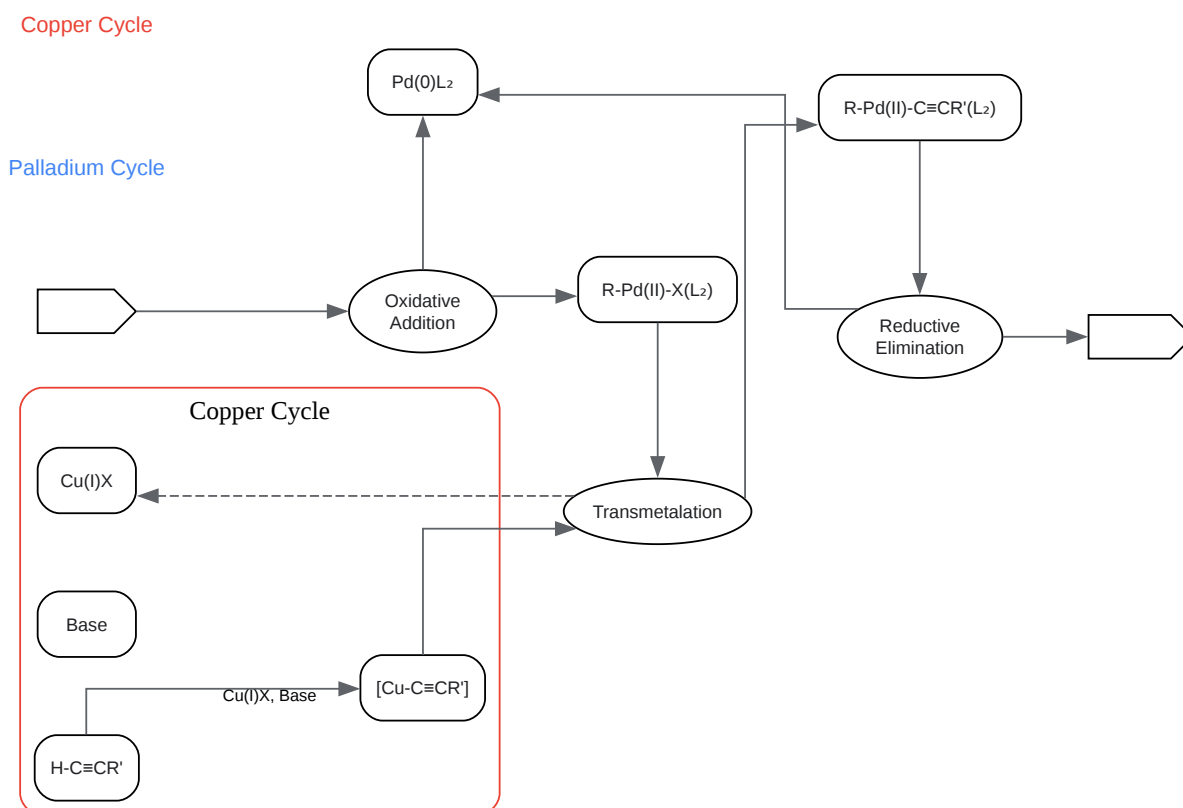 Copper Cycle
Pd(0)L₂
R-Pd(II)-C≡CR'(L₂)
Palladium Cycle
Oxidative
Addition
R-Pd(II)-X(L₂)
Reductive
Elimination
Copper Cycle
Cu(I)X
Transmetalation
Base
[Cu-C≡CR']
Cu(I)X, Base
H-C≡CR'